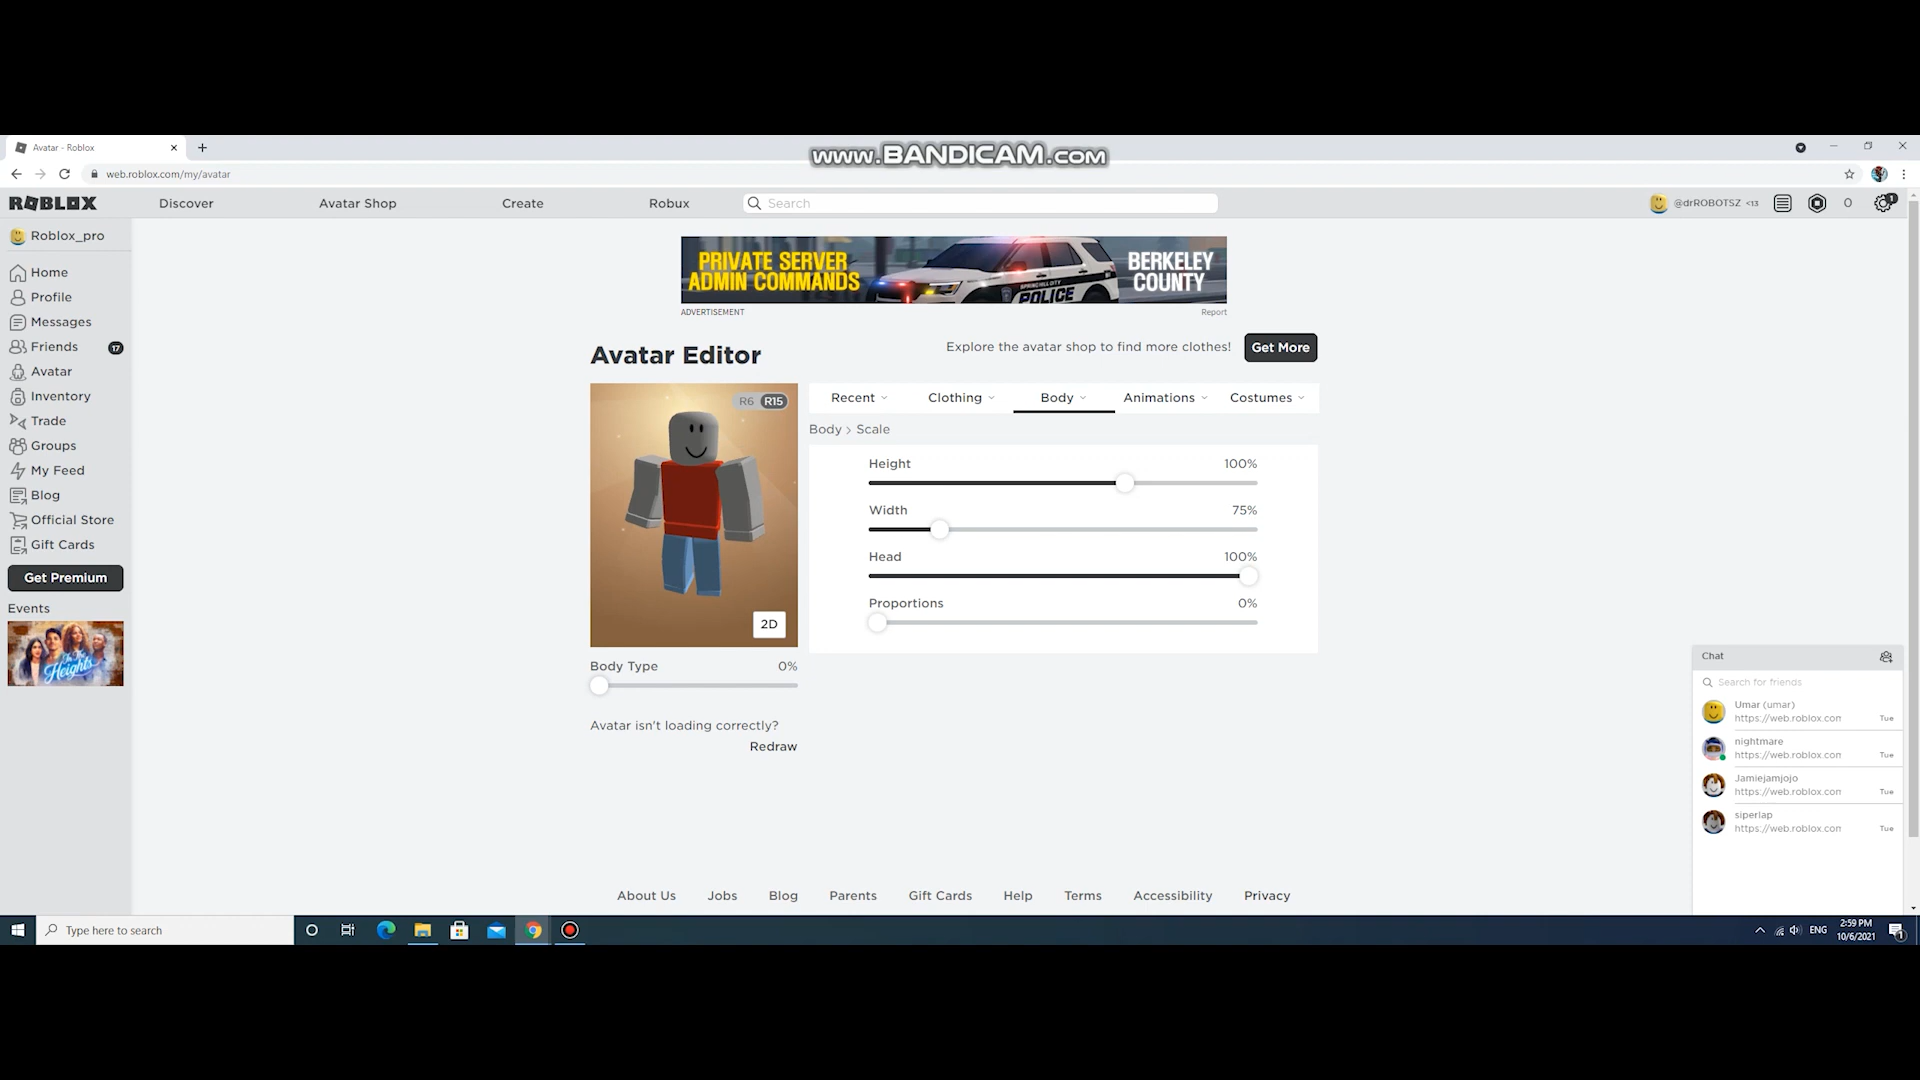 Avatar - Roblox
www.BANDICAM.com
web.roblox.com/my/avatar
ROBLOX
Discover
Avatar Shop
Create
Robux
Search
@drROBOTSZ <13
0
1
Roblox_pro
Home
Profile
Messages
Friends 17
Avatar
Inventory
Trade
Groups
My Feed
Blog
Official Store
Gift Cards
Get Premium
Events
In The Heights
PRIVATE SERVER
ADMIN COMMANDS
SPRINGHILL CITY
POLICE
BERKELEY
COUNTY
ADVERTISEMENT
Report
Avatar Editor
Explore the avatar shop to find more clothes!
Get More
R6 R15
2D
Body Type 0%
Avatar isn't loading correctly?
Redraw
Recent
Clothing
Body
Animations
Costumes
Body > Scale
Height 100%
Width 75%
Head 100%
Proportions 0%
Chat
Search for friends
Umar (umar)
https://web.roblox.com Tue
nightmare
https://web.roblox.com Tue
Jamiejamjojo
https://web.roblox.com Tue
siperlap
https://web.roblox.com Tue
About Us
Jobs
Blog
Parents
Gift Cards
Help
Terms
Accessibility
Privacy
Type here to search
ENG
2:59 PM
10/6/2021
1